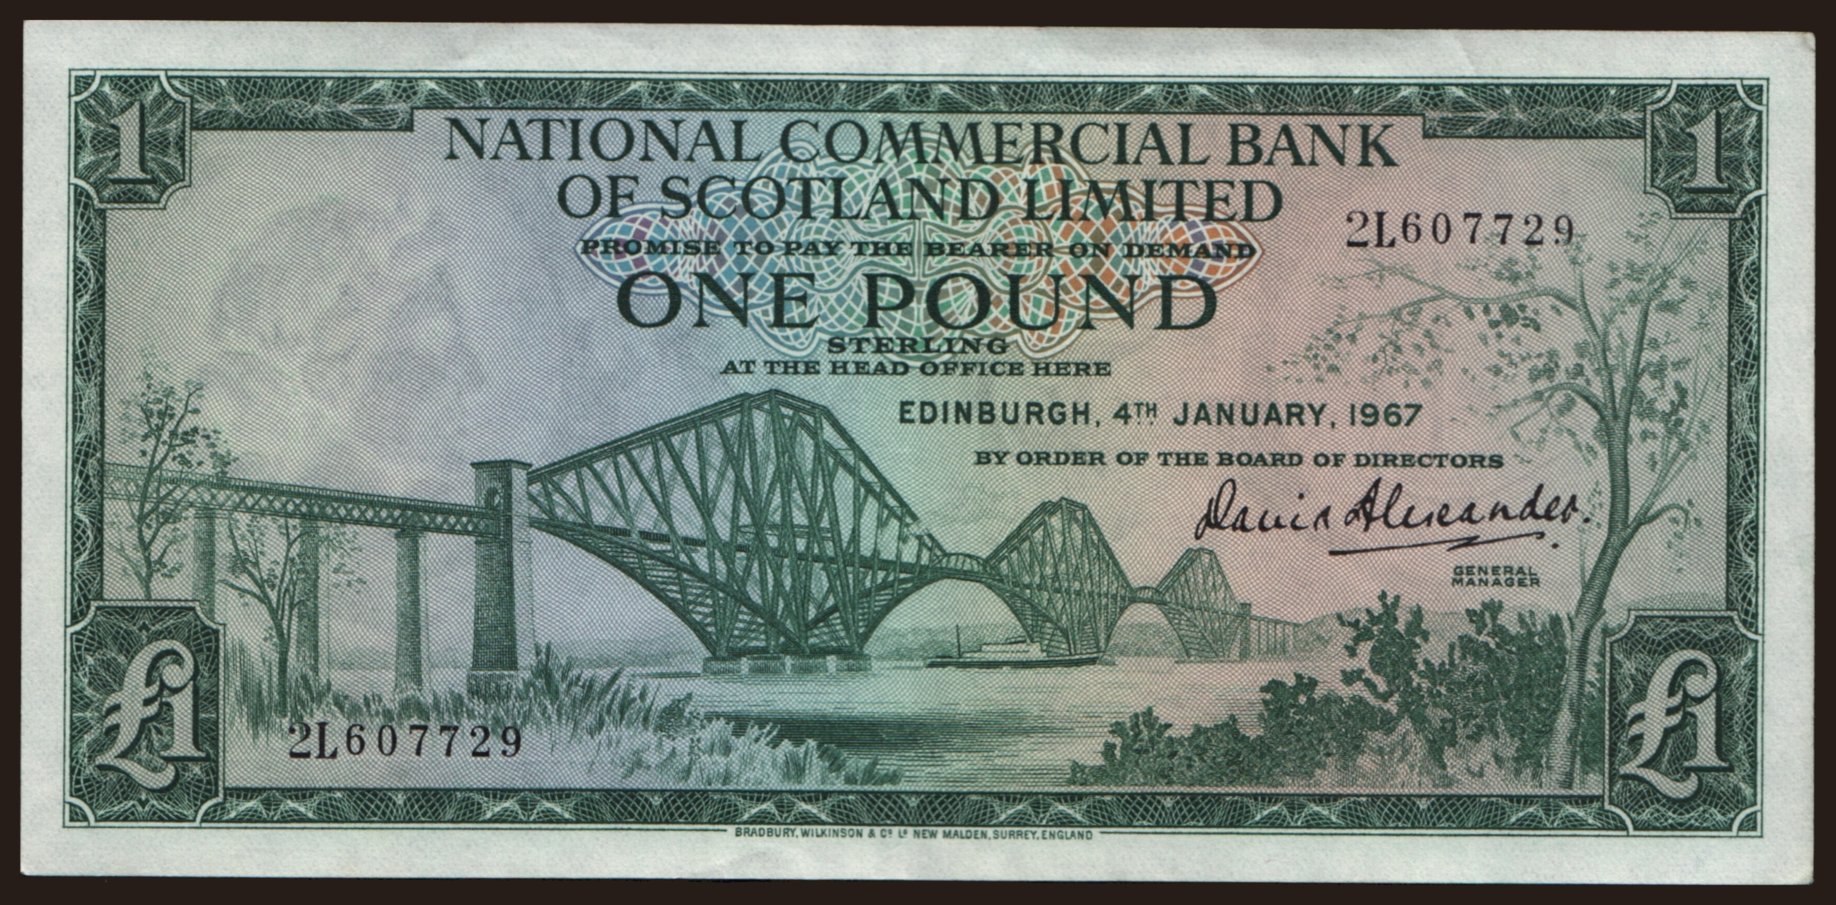 1
1
NATIONAL COMMERCIAL BANK
OF SCOTLAND LIMITED
2L607729
PROMISE TO PAY THE BEARER ON DEMAND
ONE POUND
STERLING
AT THE HEAD OFFICE HERE
EDINBURGH, 4TH JANUARY, 1967
BY ORDER OF THE BOARD OF DIRECTORS
David Alexander.
GENERAL
MANAGER
£1
2L607729
£1
BRADBURY, WILKINSON & Cº Lº NEW MALDEN, SURREY, ENGLAND